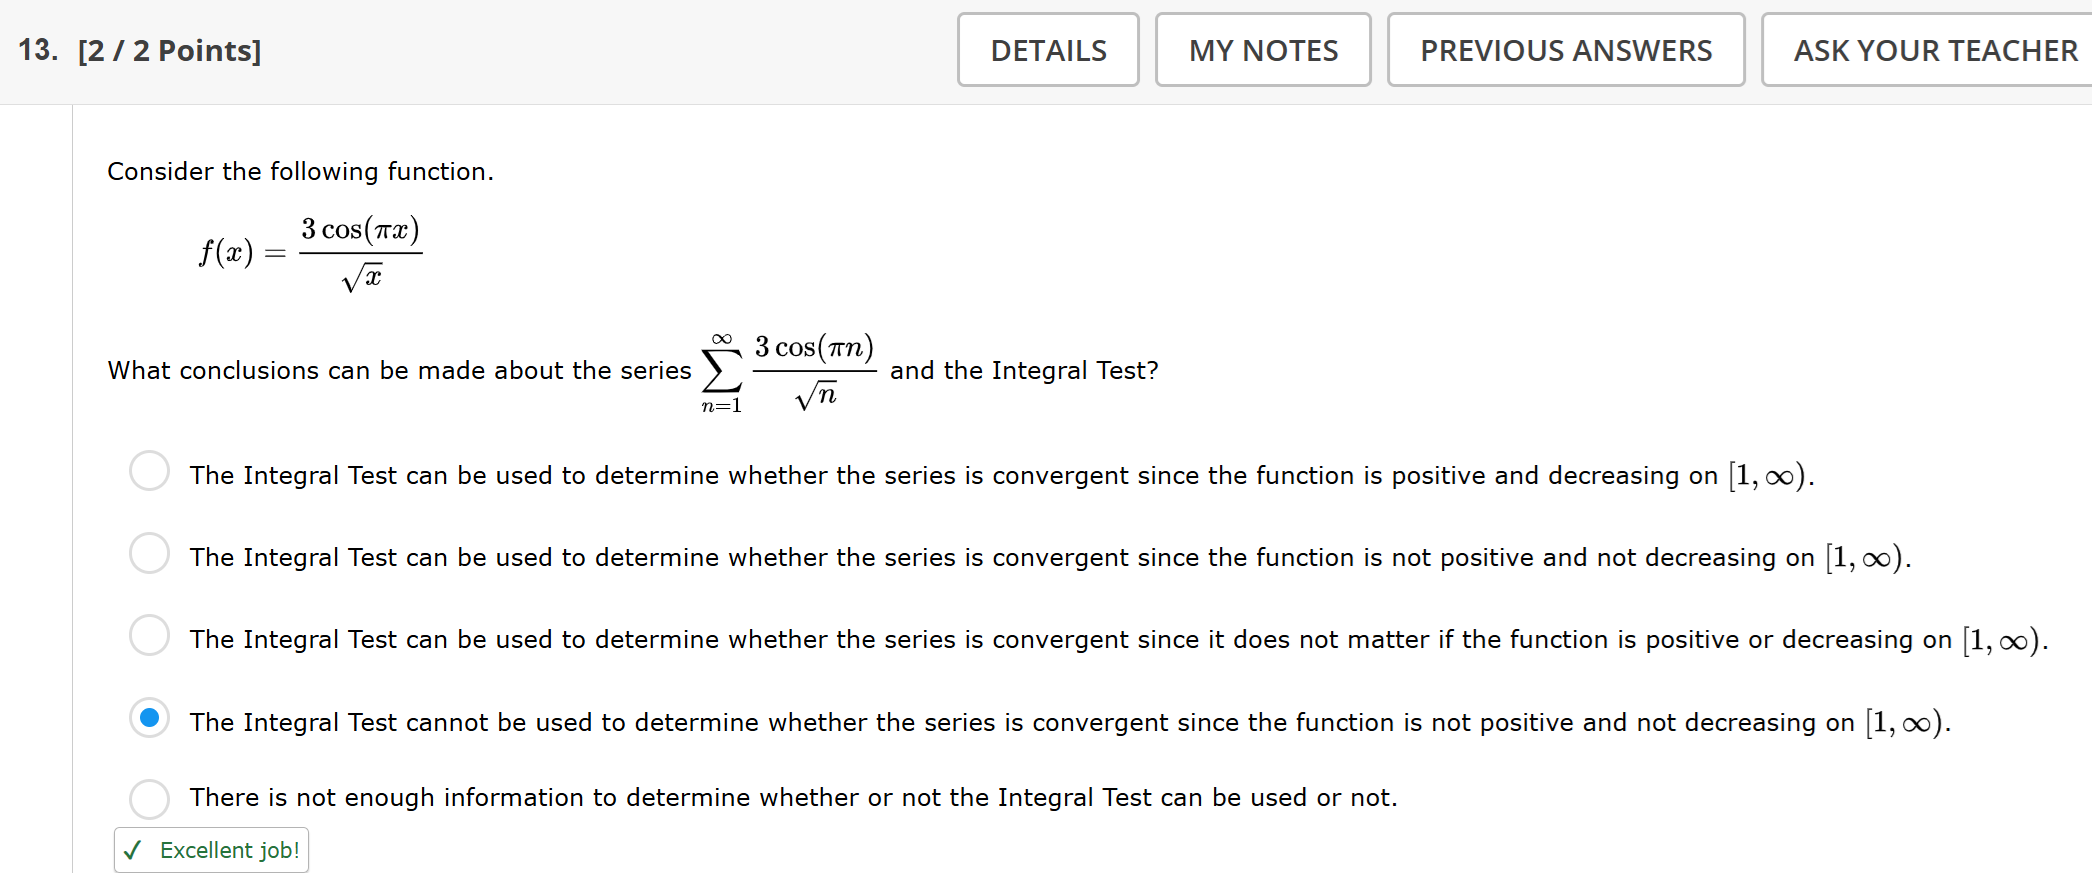 13. [2 / 2 Points]
DETAILS
MY NOTES
PREVIOUS ANSWERS
ASK YOUR TEACHER
Consider the following function.
f(x) = 3 cos(πx) / √x
What conclusions can be made about the series ∑_{n=1}^{∞} 3 cos(πn) / √n and the Integral Test?
The Integral Test can be used to determine whether the series is convergent since the function is positive and decreasing on [1, ∞).
The Integral Test can be used to determine whether the series is convergent since the function is not positive and not decreasing on [1, ∞).
The Integral Test can be used to determine whether the series is convergent since it does not matter if the function is positive or decreasing on [1, ∞).
The Integral Test cannot be used to determine whether the series is convergent since the function is not positive and not decreasing on [1, ∞).
There is not enough information to determine whether or not the Integral Test can be used or not.
✓ Excellent job!